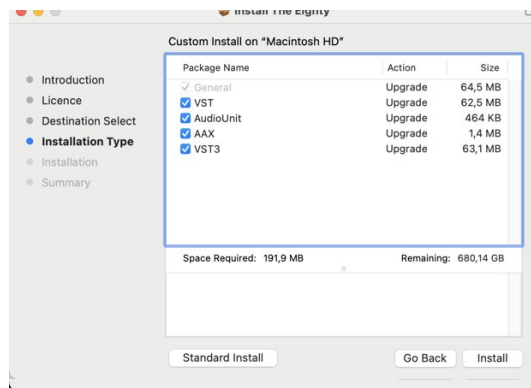 Install The Eighty
Custom Install on "Macintosh HD"
Introduction
Licence
Destination Select
Installation Type
Installation
Summary
Package Name Action Size
General Upgrade 64,5 MB
VST Upgrade 62,5 MB
AudioUnit Upgrade 464 KB
AAX Upgrade 1,4 MB
VST3 Upgrade 63,1 MB
Space Required: 191,9 MB Remaining: 680,14 GB
Standard Install Go Back Install